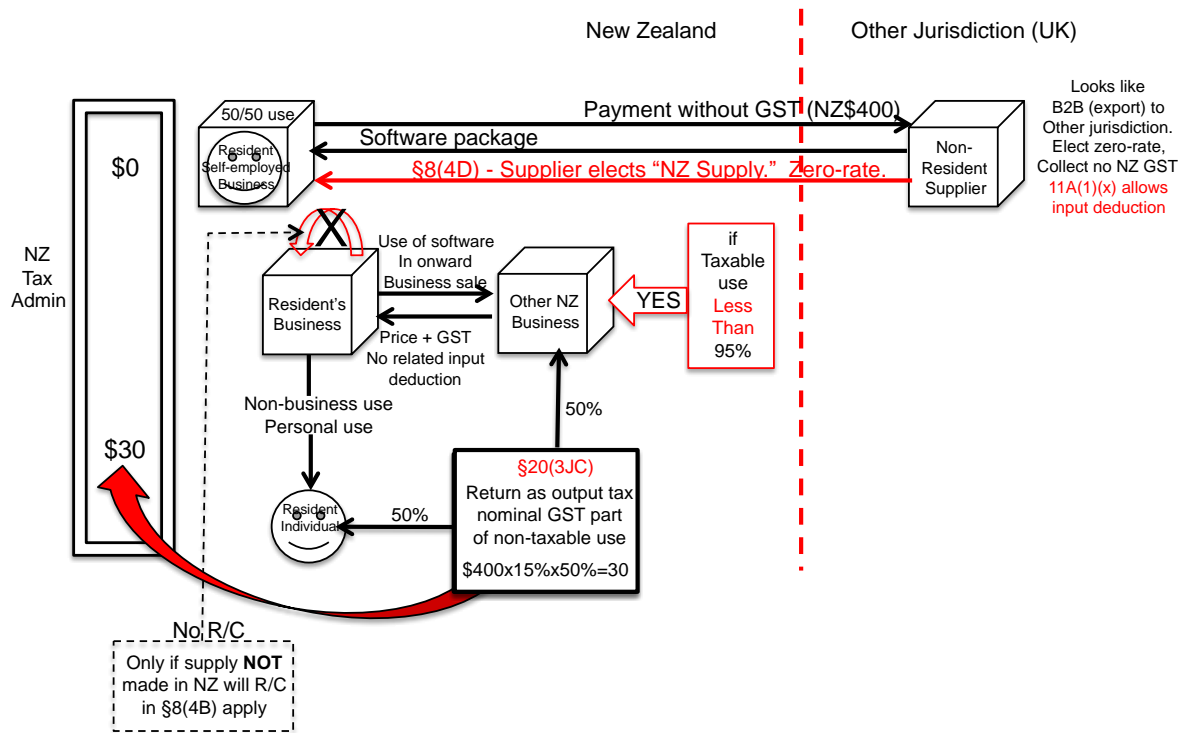 New Zealand
Other Jurisdiction (UK)
50/50 use
Resident
Self-employed
Business
Payment without GST (NZ$400)
Software package
§8(4D) - Supplier elects “NZ Supply.”  Zero-rate.
Non-
Resident
Supplier
Looks like
B2B (export) to
Other jurisdiction.
Elect zero-rate,
Collect no NZ GST
11A(1)(x) allows
input deduction
$0
NZ
Tax
Admin
$30
X
Use of software
In onward
Business sale
Resident's
Business
Other NZ
Business
YES
if
Taxable
use
Less
Than
95%
Price + GST
No related input
deduction
Non-business use
Personal use
50%
Resident
Individual
50%
§20(3JC)
Return as output tax
nominal GST part
of non-taxable use
$400x15%x50%=30
No R/C
Only if supply NOT
made in NZ will R/C
in §8(4B) apply